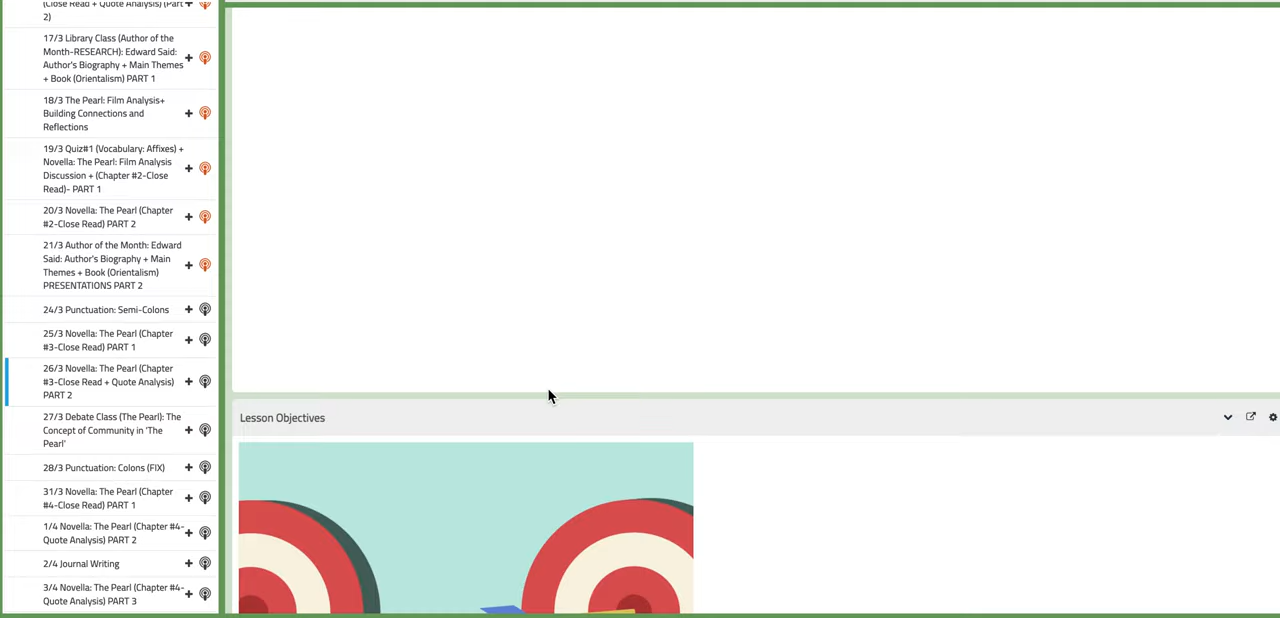 (Close Read + Quote Analysis) (Part
2)
17/3 Library Class (Author of the
Month-RESEARCH): Edward Said:
Author's Biography + Main Themes
+ Book (Orientalism) PART 1
18/3 The Pearl: Film Analysis+
Building Connections and
Reflections
19/3 Quiz#1 (Vocabulary: Affixes) +
Novella: The Pearl: Film Analysis
Discussion + (Chapter #2-Close
Read)- PART 1
20/3 Novella: The Pearl (Chapter
#2-Close Read) PART 2
21/3 Author of the Month: Edward
Said: Author's Biography + Main
Themes + Book (Orientalism)
PRESENTATIONS PART 2
24/3 Punctuation: Semi-Colons
25/3 Novella: The Pearl (Chapter
#3-Close Read) PART 1
26/3 Novella: The Pearl (Chapter
#3-Close Read + Quote Analysis)
PART 2
27/3 Debate Class (The Pearl): The
Concept of Community in 'The
Pearl'
28/3 Punctuation: Colons (FIX)
31/3 Novella: The Pearl (Chapter
#4-Close Read) PART 1
1/4 Novella: The Pearl (Chapter #4-
Quote Analysis) PART 2
2/4 Journal Writing
3/4 Novella: The Pearl (Chapter #4-
Quote Analysis) PART 3
Lesson Objectives